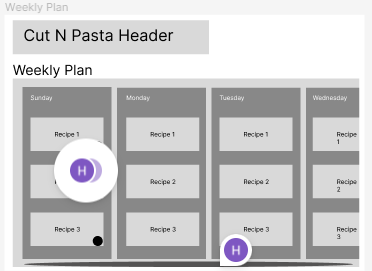 Weekly Plan
Cut N Pasta Header
Weekly Plan
Sunday
Monday
Tuesday
Wednesday
Recipe 1
Recipe 1
Recipe 1
Recipe
1
H
Recipe 2
Recipe 2
Recipe
2
Recipe 3
Recipe 3
Recipe 3
Recipe
3
H